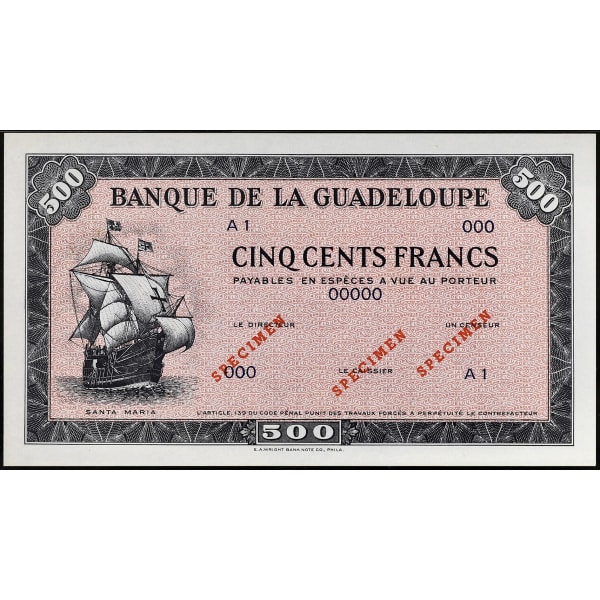 500
500
BANQUE DE LA GUADELOUPE
A 1 000
CINQ CENTS FRANCS
PAYABLES EN ESPÈCES A VUE AU PORTEUR
00000
LE DIRECTEUR UN CENSEUR
SPECIMEN SPECIMEN SPECIMEN
000 LE CAISSIER A 1
SANTA MARIA
L'ARTICLE 139 DU CODE PÉNAL PUNIT DES TRAVAUX FORCÉS A PERPÉTUITÉ LE CONTREFACTEUR
500
E. A. WRIGHT BANK NOTE CO., PHILA.